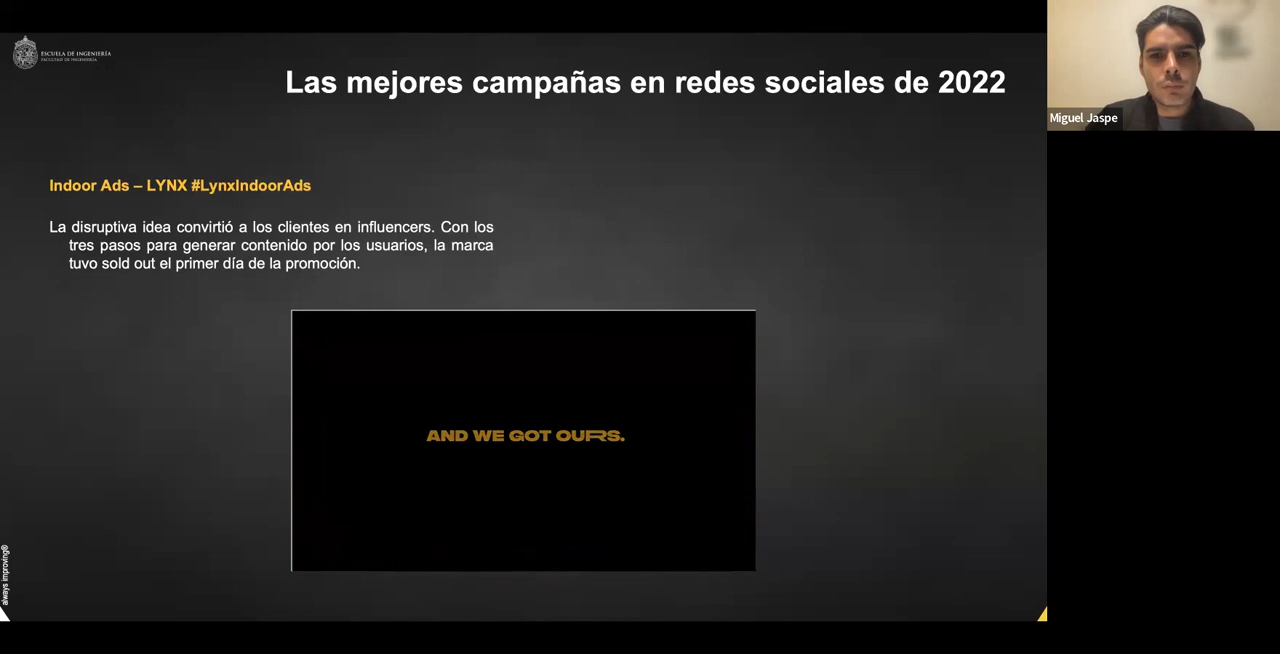 ESCUELA DE INGENIERÍA
FACULTAD DE INGENIERÍA
Las mejores campañas en redes sociales de 2022
Miguel Jaspe
Indoor Ads – LYNX #LynxIndoorAds
La disruptiva idea convirtió a los clientes en influencers. Con los
tres pasos para generar contenido por los usuarios, la marca
tuvo sold out el primer día de la promoción.
AND WE GOT OURS.
always improving®